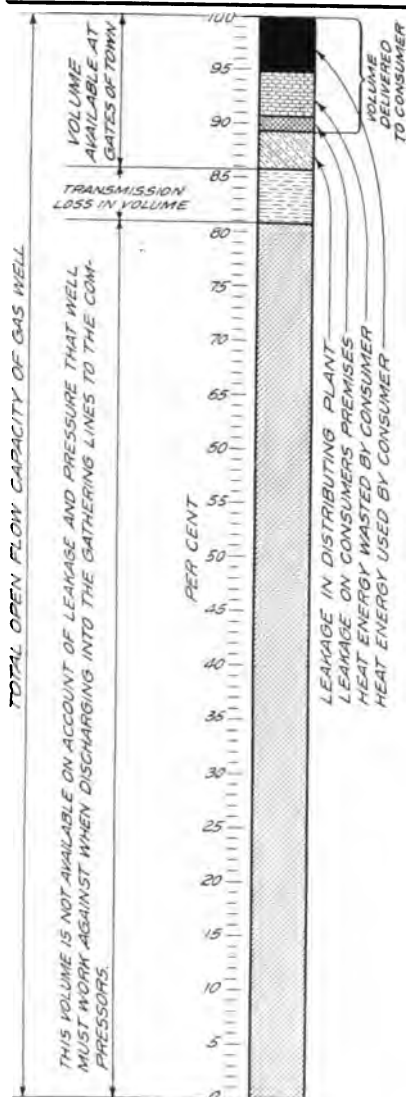 TOTAL OPEN FLOW CAPACITY OF GAS WELL
VOLUME
AVAILABLE AT
GATES OF TOWN
TRANSMISSION
LOSS IN VOLUME
THIS VOLUME IS NOT AVAILABLE ON ACCOUNT OF LEAKAGE AND PRESSURE THAT WELL
MUST WORK AGAINST WHEN DISCHARGING INTO THE GATHERING LINES TO THE COM-
PRESSORS.
PER CENT
100
95
90
85
80
70
60
55
50
45
40
35
30
25
20
15
10
5
0
VOLUME
DELIVERED
TO CONSUMER
LEAKAGE IN DISTRIBUTING PLANT
LEAKAGE ON CONSUMERS PREMISES
HEAT ENERGY WASTED BY CONSUMER
HEAT ENERGY USED BY CONSUMER